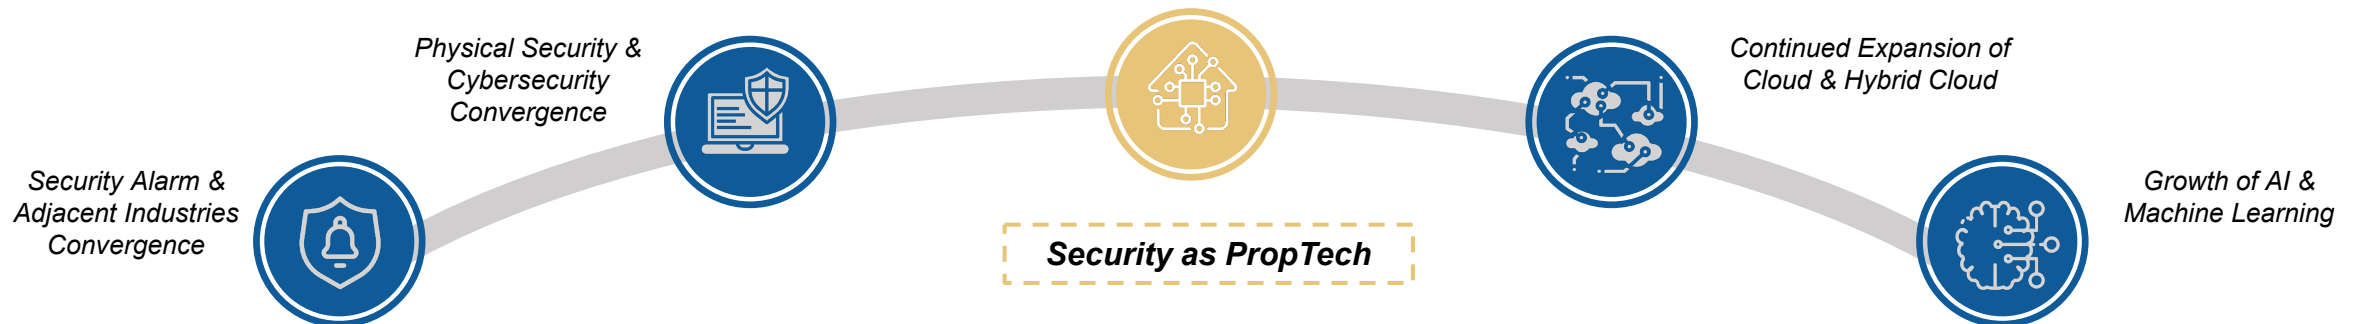 Security Alarm &
Adjacent Industries
Convergence
Physical Security &
Cybersecurity
Convergence
Security as PropTech
Continued Expansion of
Cloud & Hybrid Cloud
Growth of AI &
Machine Learning